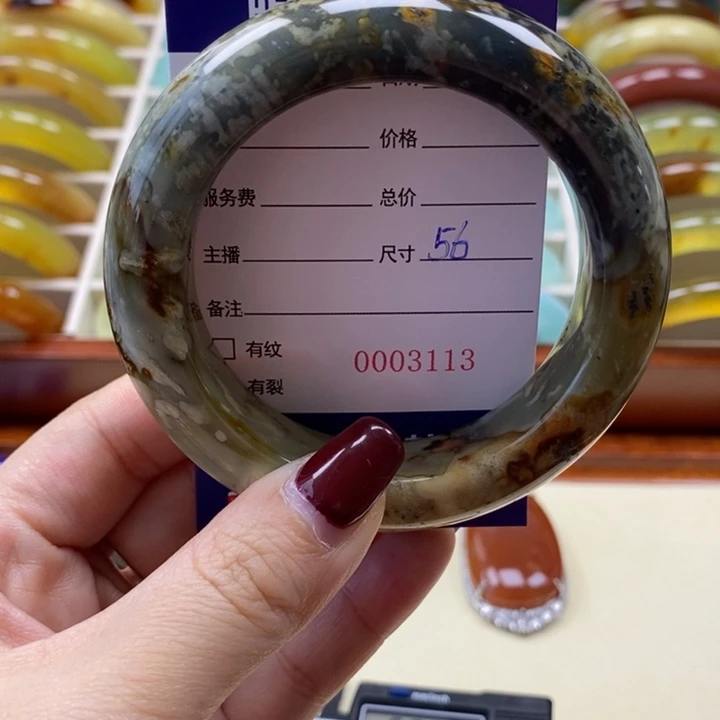 价格
服务费 总价
主播 尺寸 56
备注
有纹
0003113
有裂